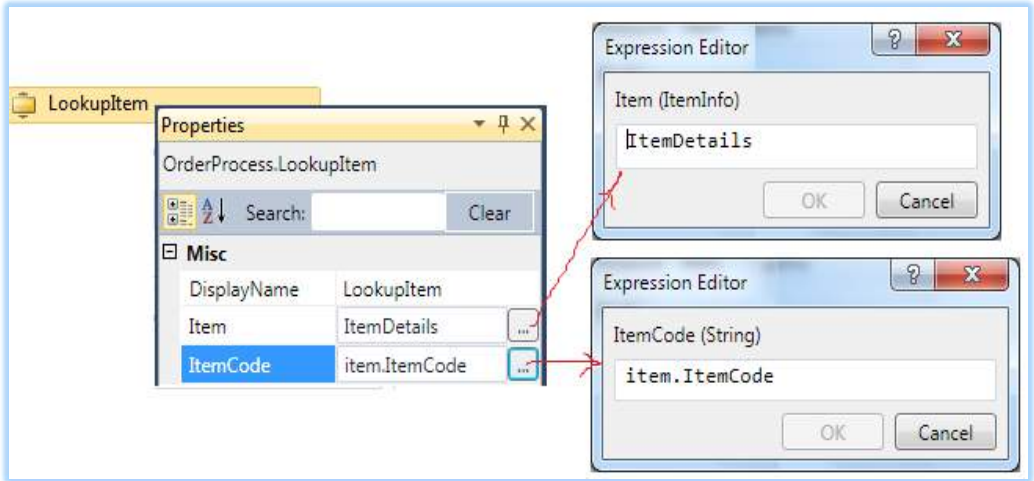 LookupItem
Properties
OrderProcess.LookupItem
Search:
Clear
Misc
DisplayName LookupItem
Item ItemDetails ...
ItemCode item.ItemCode ...
Expression Editor
Item (ItemInfo)
ItemDetails
OK Cancel
Expression Editor
ItemCode (String)
item.ItemCode
OK Cancel